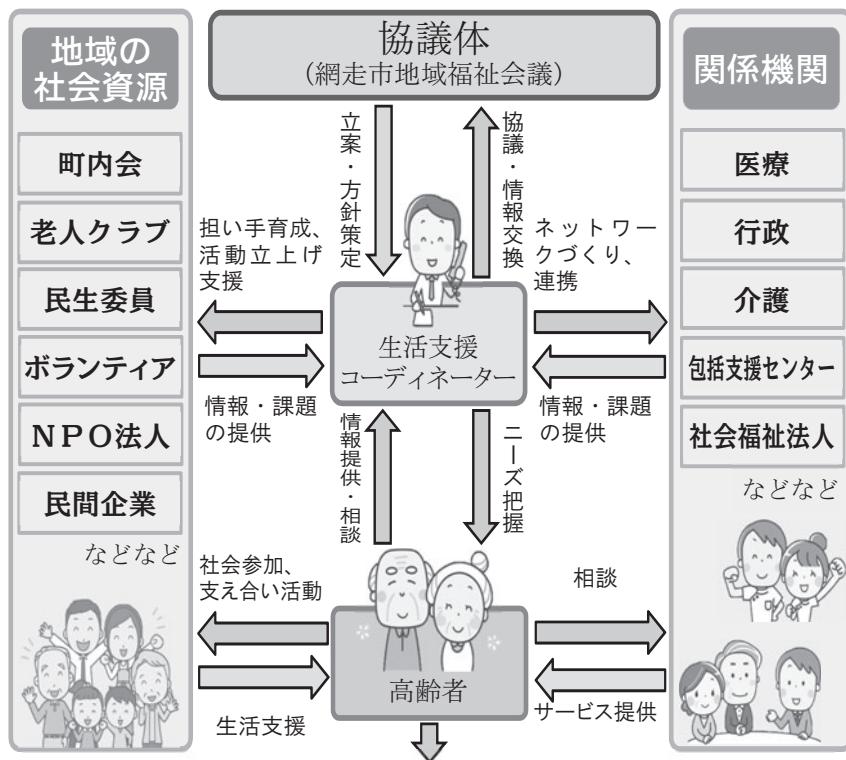 地域の
社会資源
町内会
老人クラブ
民生委員
ボランティア
NPO法人
民間企業
などなど
協議体
(網走市地域福祉会議)
立案・方針策定
協議・情報交換
担い手育成、
活動立上げ
支援
ネットワー
クづくり、
連携
生活支援
コーディネーター
情報・課題
の提供
情報・課題
の提供
情報提供・相談
ニーズ把握
社会参加、
支え合い活動
相談
高齢者
生活支援
サービス提供
関係機関
医療
行政
介護
包括支援センター
社会福祉法人
などなど